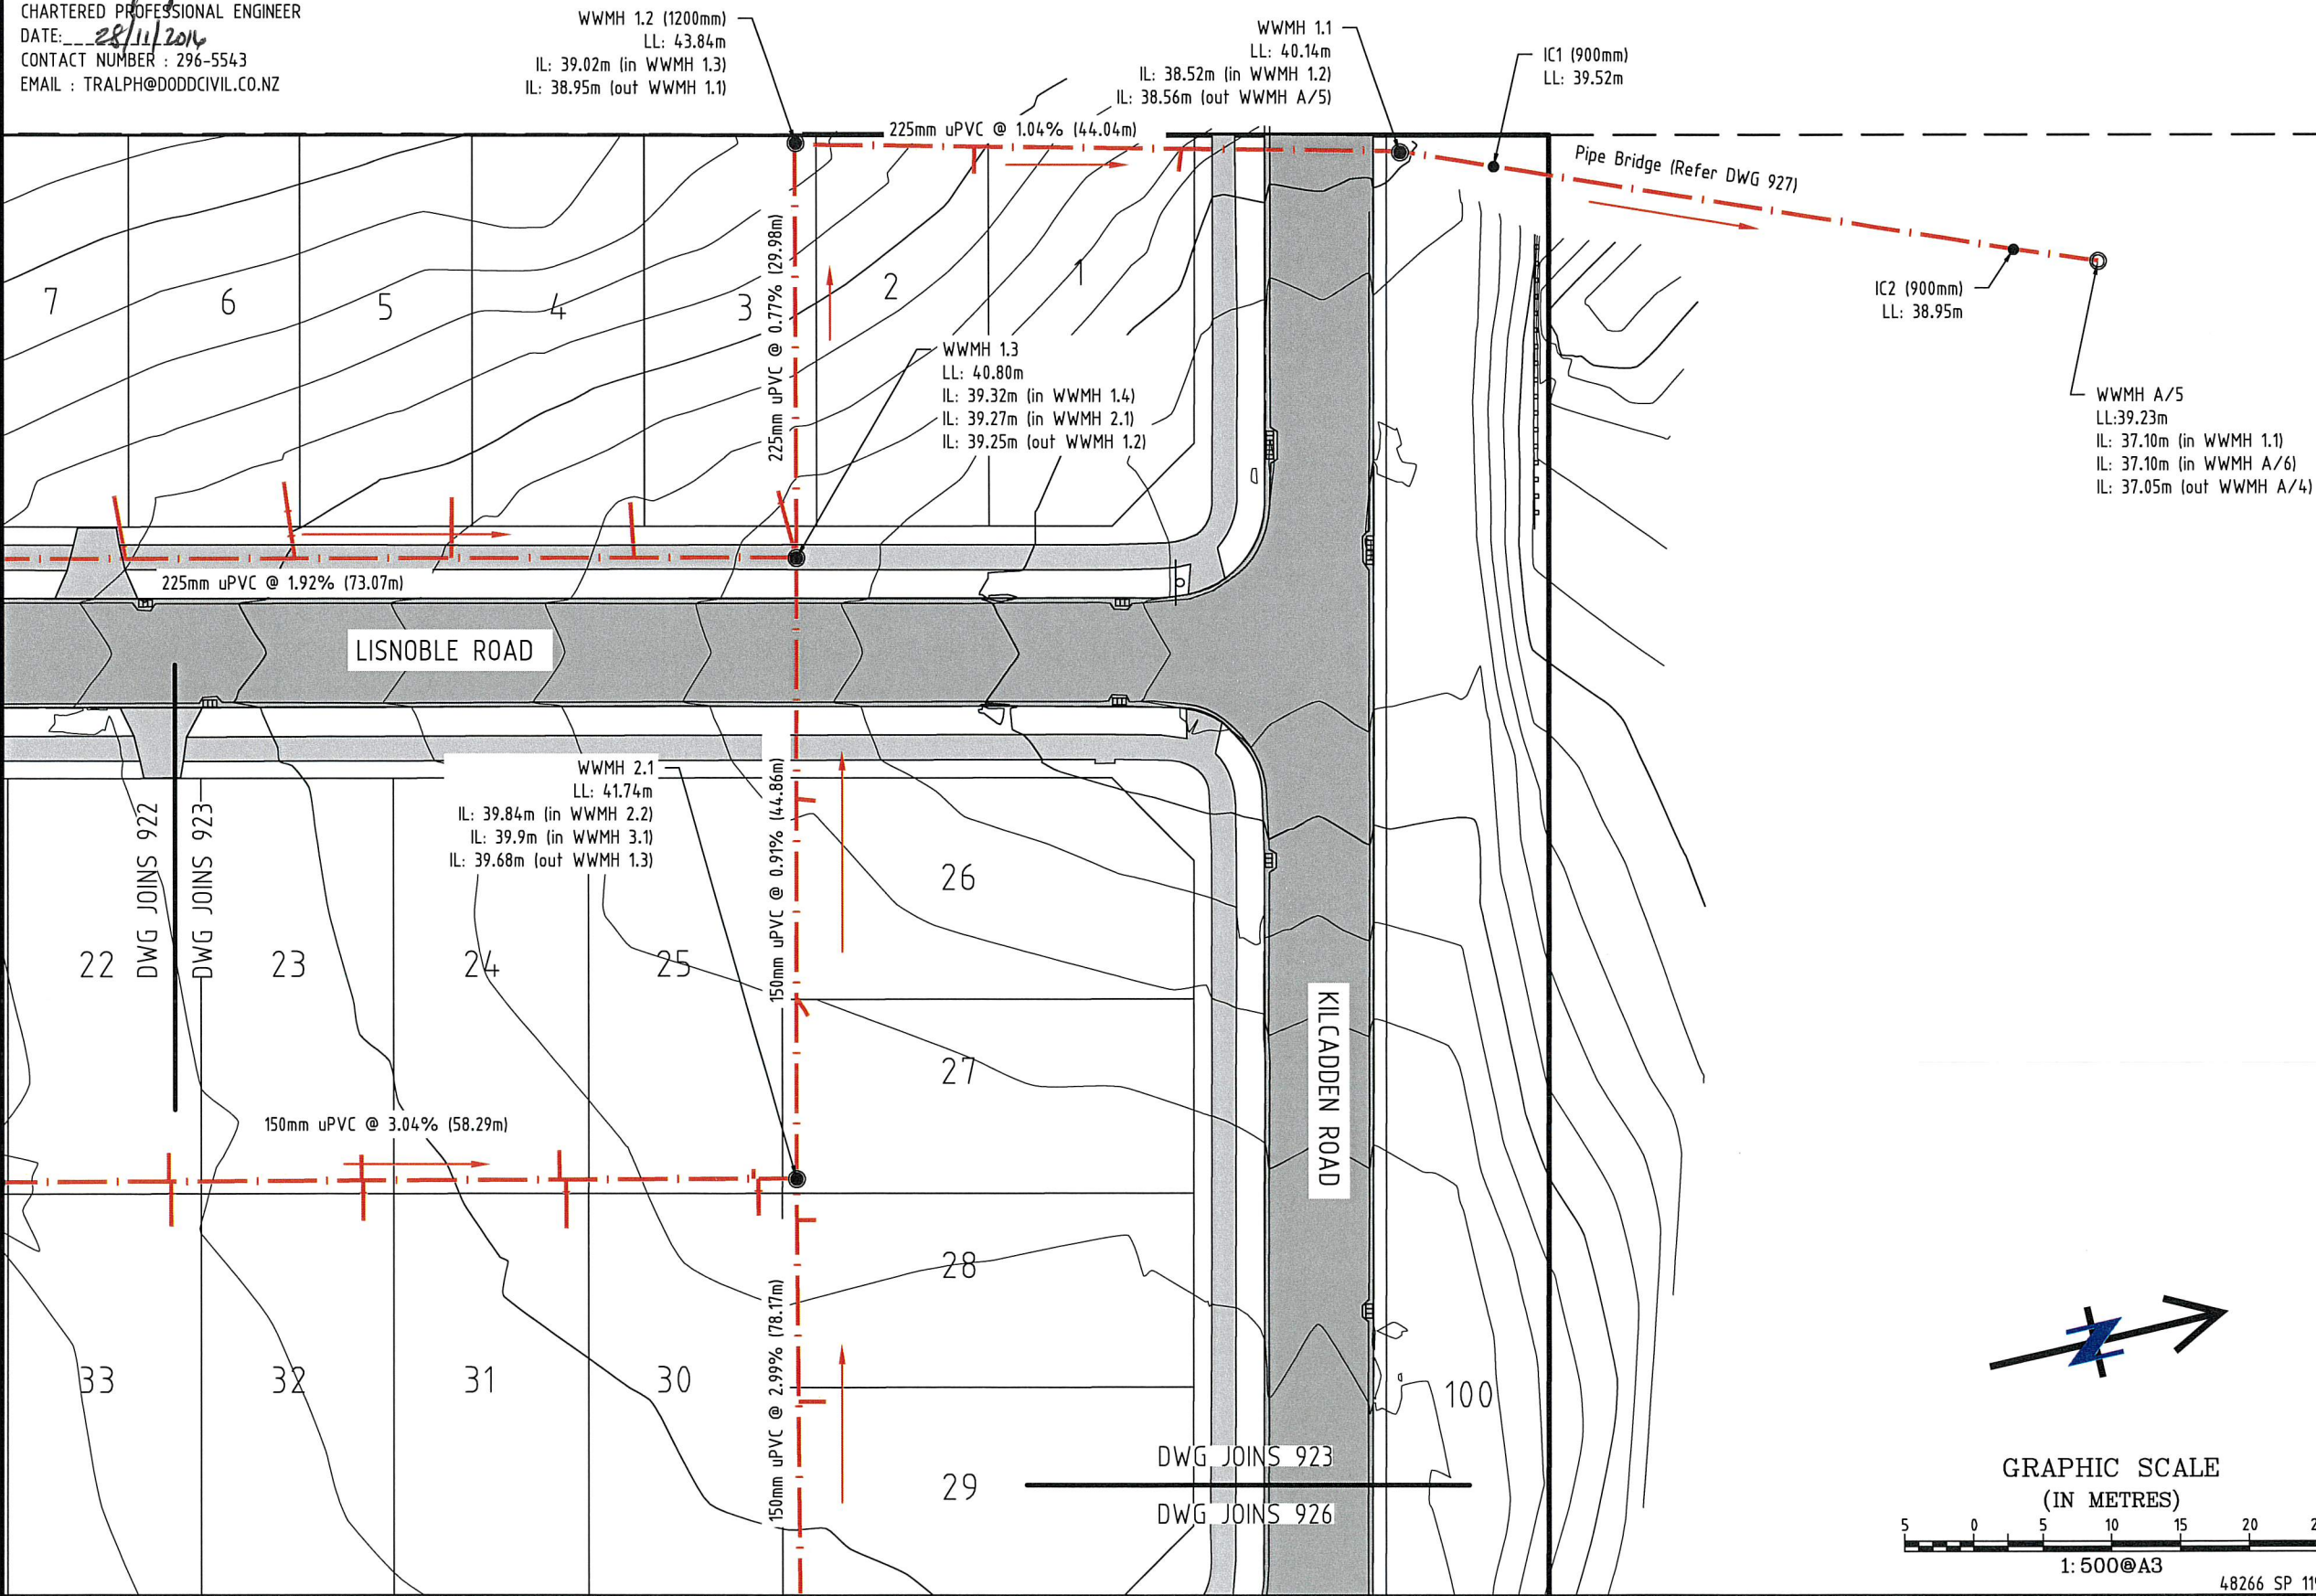 CHARTERED PROFESSIONAL ENGINEER
DATE: 28/11/2016
CONTACT NUMBER : 296-5543
EMAIL : TRALPH@DODDCIVIL.CO.NZ
WWMH 1.2 (1200mm)
LL: 43.84m
IL: 39.02m (in WWMH 1.3)
IL: 38.95m (out WWMH 1.1)
WWMH 1.1
LL: 40.14m
IL: 38.52m (in WWMH 1.2)
IL: 38.56m (out WWMH A/5)
IC1 (900mm)
LL: 39.52m
225mm uPVC @ 1.04% (44.04m)
Pipe Bridge (Refer DWG 927)
225mm uPVC @ 0.77% (29.98m)
7
6
5
4
3
2
1
IC2 (900mm)
LL: 38.95m
WWMH 1.3
LL: 40.80m
IL: 39.32m (in WWMH 1.4)
IL: 39.27m (in WWMH 2.1)
IL: 39.25m (out WWMH 1.2)
WWMH A/5
LL:39.23m
IL: 37.10m (in WWMH 1.1)
IL: 37.10m (in WWMH A/6)
IL: 37.05m (out WWMH A/4)
225mm uPVC @ 1.92% (73.07m)
LISNOBLE ROAD
WWMH 2.1
LL: 41.74m
IL: 39.84m (in WWMH 2.2)
IL: 39.9m (in WWMH 3.1)
IL: 39.68m (out WWMH 1.3)
150mm uPVC @ 0.91% (44.86m)
DWG JOINS 922
DWG JOINS 923
22
23
24
25
26
27
KILCADDEN ROAD
150mm uPVC @ 3.04% (58.29m)
28
150mm uPVC @ 2.99% (78.17m)
33
32
31
30
29
100
DWG JOINS 923
DWG JOINS 926
Z
GRAPHIC SCALE
(IN METRES)
5 0 5 10 15 20
1:500@A3
48266 SP